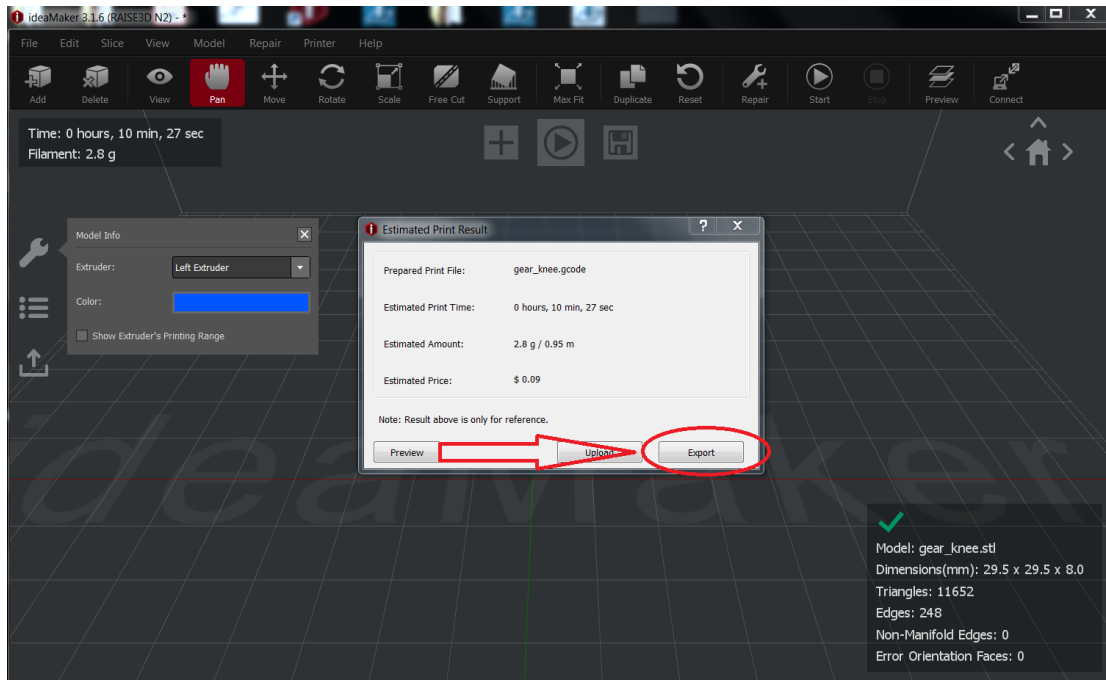 ideaMaker 3.1.6 (RAISE3D N2) - *
File Edit Slice View Model Repair Printer Help
Add Delete View Pan Move Rotate Scale Free Cut Support Max Fit Duplicate Reset Repair Start Stop Preview Connect
Time: 0 hours, 10 min, 27 sec
Filament: 2.8 g
Model Info
Extruder: Left Extruder
Color:
Show Extruder's Printing Range
Estimated Print Result
Prepared Print File: gear_knee.gcode
Estimated Print Time: 0 hours, 10 min, 27 sec
Estimated Amount: 2.8 g / 0.95 m
Estimated Price: $ 0.09
Note: Result above is only for reference.
Preview Upload Export
ideaMaker
Model: gear_knee.stl
Dimensions(mm): 29.5 x 29.5 x 8.0
Triangles: 11652
Edges: 248
Non-Manifold Edges: 0
Error Orientation Faces: 0